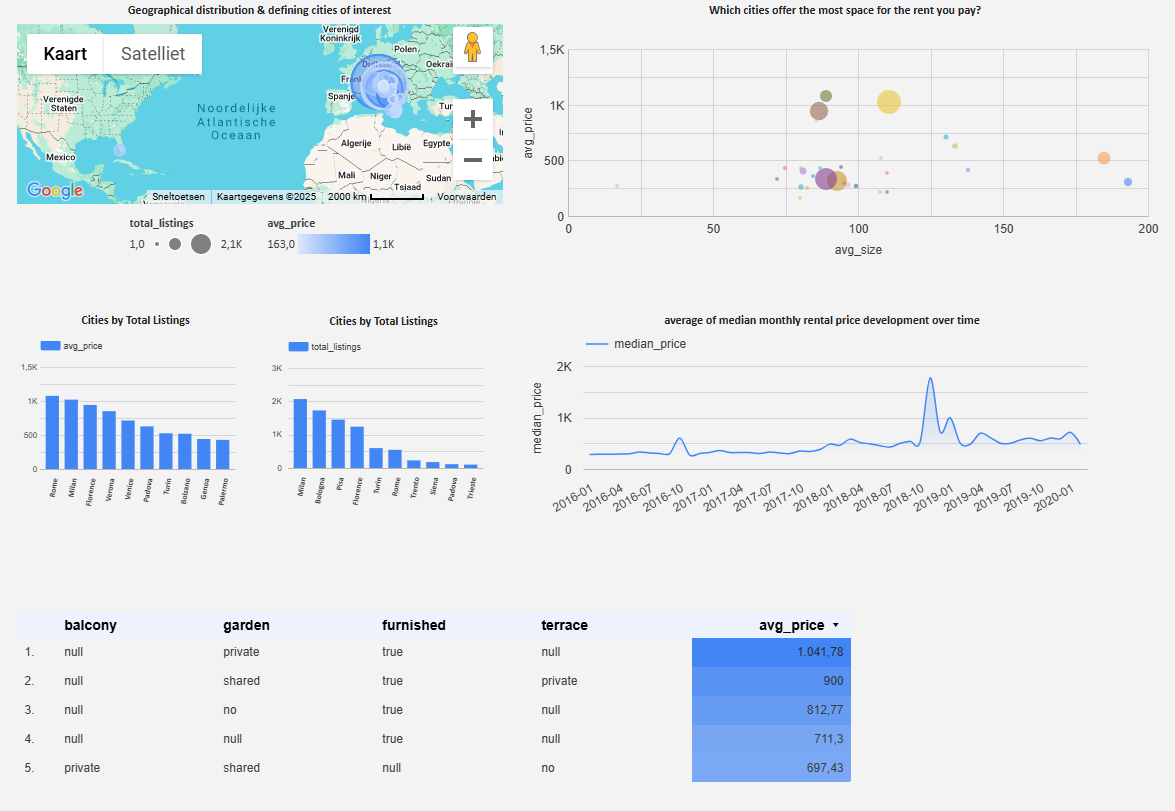 Geographical distribution & defining cities of interest
Kaart
Satelliet
Verenigd
Koninkrijk
Polen
Oekraï
Spanje
Verenigde
Staten
Noordelijke
Atlantische
Oceaan
Algerije
Libië
Egypte
Mexico
Mali
Niger
Tsjaad
Sudan
Google
Sneltoetsen
Kaartgegevens ©2025
2000 km
Voorwaarden
total_listings
1,0
2,1K
avg_price
163,0
1,1K
Which cities offer the most space for the rent you pay?
avg_price
1,5K
1K
500
0
0
50
100
150
200
avg_size
Cities by Total Listings
avg_price
1,5K
1K
500
0
Rome
Milan
Florence
Verona
Venice
Padova
Turin
Bolzano
Genoa
Palermo
Cities by Total Listings
total_listings
3K
2K
1K
0
Milan
Bologna
Pisa
Florence
Turin
Rome
Trento
Siena
Padova
Trieste
average of median monthly rental price development over time
median_price
median_price
2K
1K
0
2016-01
2016-04
2016-07
2016-10
2017-01
2017-04
2017-07
2017-10
2018-01
2018-04
2018-07
2018-10
2019-01
2019-04
2019-07
2019-10
2020-01
balcony garden furnished terrace avg_price
1. null private true null 1.041,78
2. null shared true private 900
3. null no true null 812,77
4. null null true null 711,3
5. private shared null no 697,43